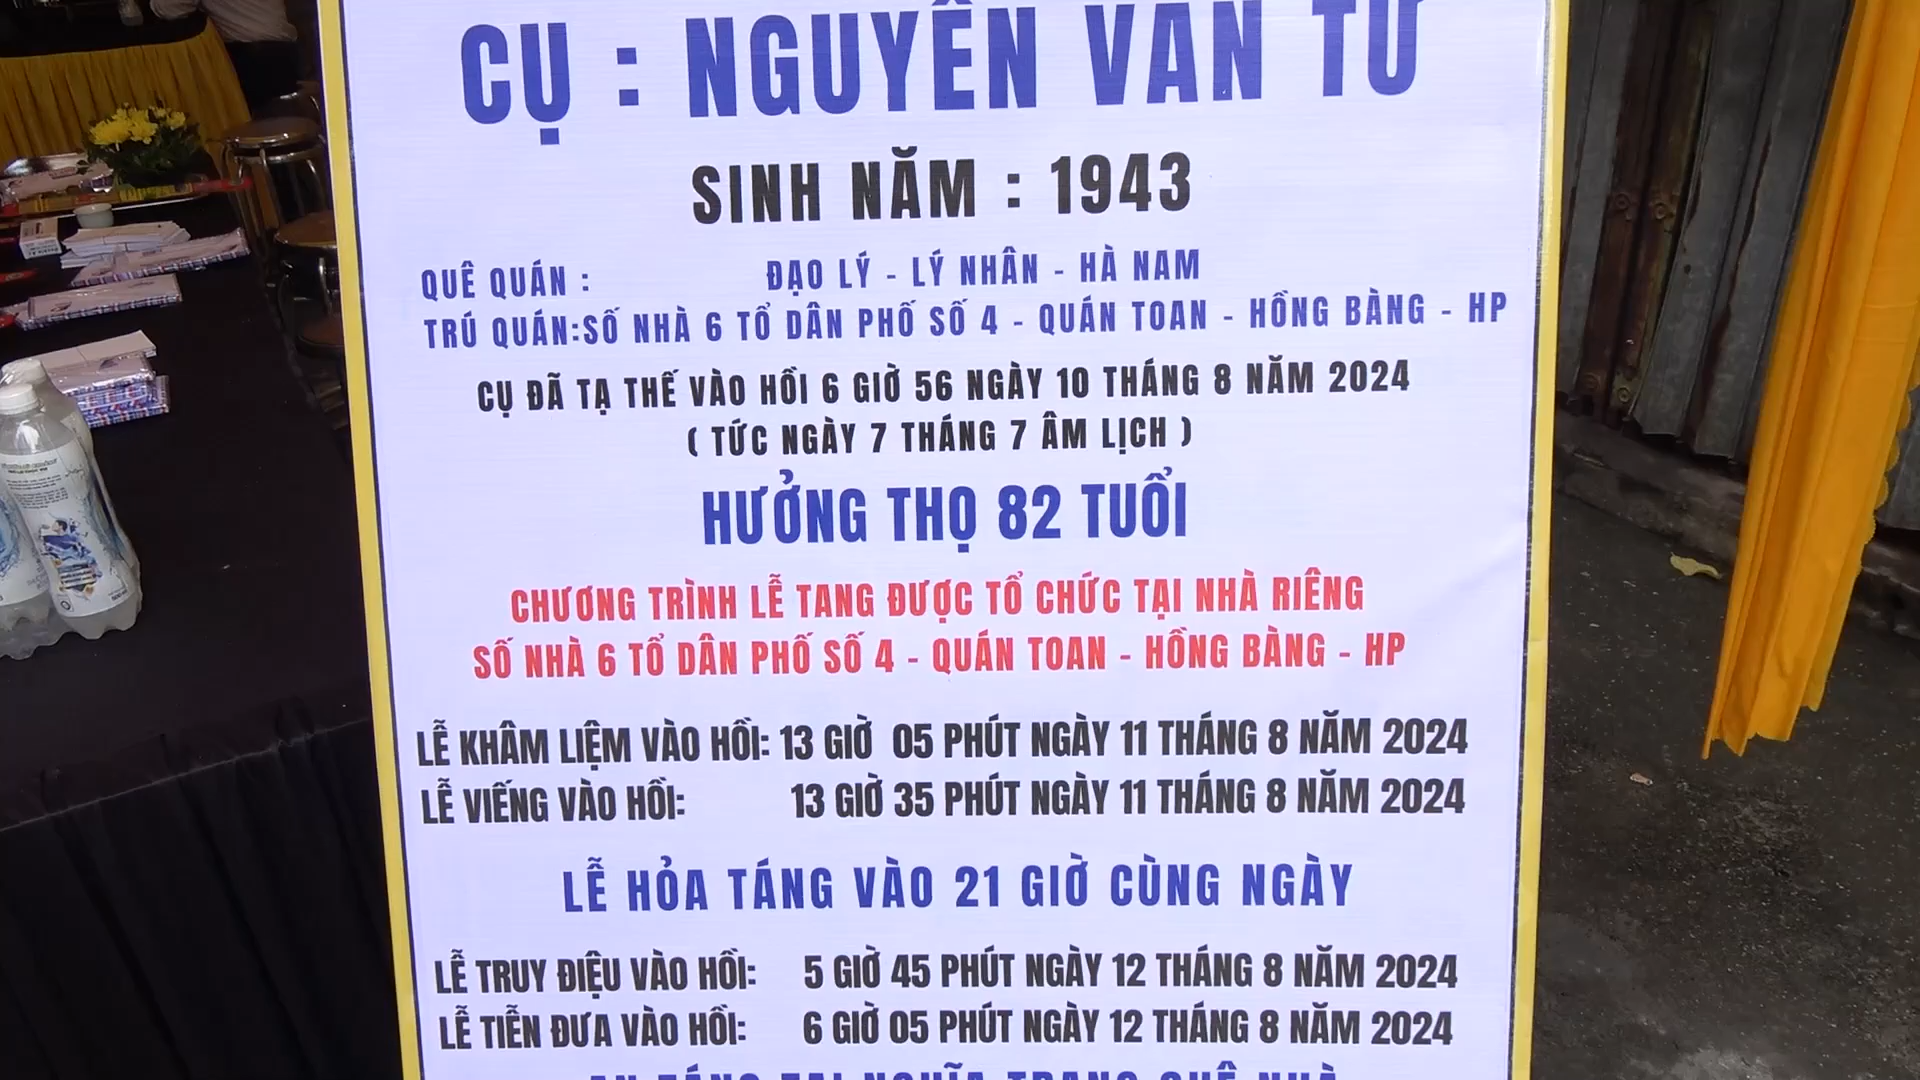 CỤ : NGUYỄN VĂN TƯ
SINH NĂM : 1943
QUÊ QUÁN : ĐẠO LÝ - LÝ NHÂN - HÀ NAM
TRÚ QUÁN:SỐ NHÀ 6 TỔ DÂN PHỐ SỐ 4 - QUÁN TOAN - HỒNG BÀNG - HP
CỤ ĐÃ TẠ THẾ VÀO HỒI 6 GIỜ 56 NGÀY 10 THÁNG 8 NĂM 2024
( TỨC NGÀY 7 THÁNG 7 ÂM LỊCH )
HƯỞNG THỌ 82 TUỔI
CHƯƠNG TRÌNH LỄ TANG ĐƯỢC TỔ CHỨC TẠI NHÀ RIÊNG
SỐ NHÀ 6 TỔ DÂN PHỐ SỐ 4 - QUÁN TOAN - HỒNG BÀNG - HP
LỄ KHÂM LIỆM VÀO HỒI: 13 GIỜ 05 PHÚT NGÀY 11 THÁNG 8 NĂM 2024
LỄ VIẾNG VÀO HỒI: 13 GIỜ 35 PHÚT NGÀY 11 THÁNG 8 NĂM 2024
LỄ HỎA TÁNG VÀO 21 GIỜ CÙNG NGÀY
LỄ TRUY ĐIỆU VÀO HỒI: 5 GIỜ 45 PHÚT NGÀY 12 THÁNG 8 NĂM 2024
LỄ TIỄN ĐƯA VÀO HỒI: 6 GIỜ 05 PHÚT NGÀY 12 THÁNG 8 NĂM 2024
AN TÁNG TẠI NGHĨA TRANG QUÊ NHÀ